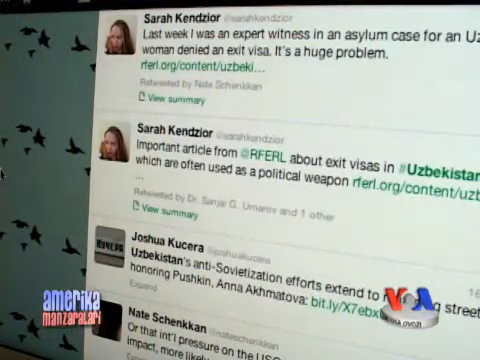 Sarah Kendzior @sarahkendzior
Last week I was an expert witness in an asylum case for an Uz
woman denied an exit visa. It's a huge problem.
rferl.org/content/uzbeki...
Retweeted by Nate Schenkkan
View summary
Sarah Kendzior @sarahkendzior
Important article from @RFERL about exit visas in #Uzbekistan
which are often used as a political weapon rferl.org/content/uzb
...
Retweeted by Dr. Sanjar G. Umarov and 1 other
View summary
Joshua Kucera @joshuakucera
Uzbekistan's anti-Sovietization efforts extend to street
honoring Pushkin, Anna Akhmatova: bit.ly/X7ebx
Expand
Nate Schenkkan @nateschenkkan
Or that int'l pressure on the
impact, more likely
КУЧЕРА
amerika
manzaralari
VOA
OVOZI